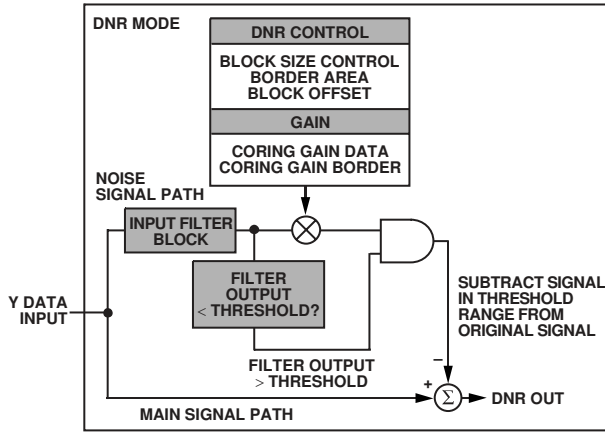 DNR MODE
DNR CONTROL
BLOCK SIZE CONTROL
BORDER AREA
BLOCK OFFSET
GAIN
CORING GAIN DATA
CORING GAIN BORDER
NOISE
SIGNAL PATH
INPUT FILTER
BLOCK
FILTER
OUTPUT
< THRESHOLD?
Y DATA
INPUT
SUBTRACT SIGNAL
IN THRESHOLD
RANGE FROM
ORIGINAL SIGNAL
FILTER OUTPUT
> THRESHOLD
–
+
Σ
DNR OUT
MAIN SIGNAL PATH